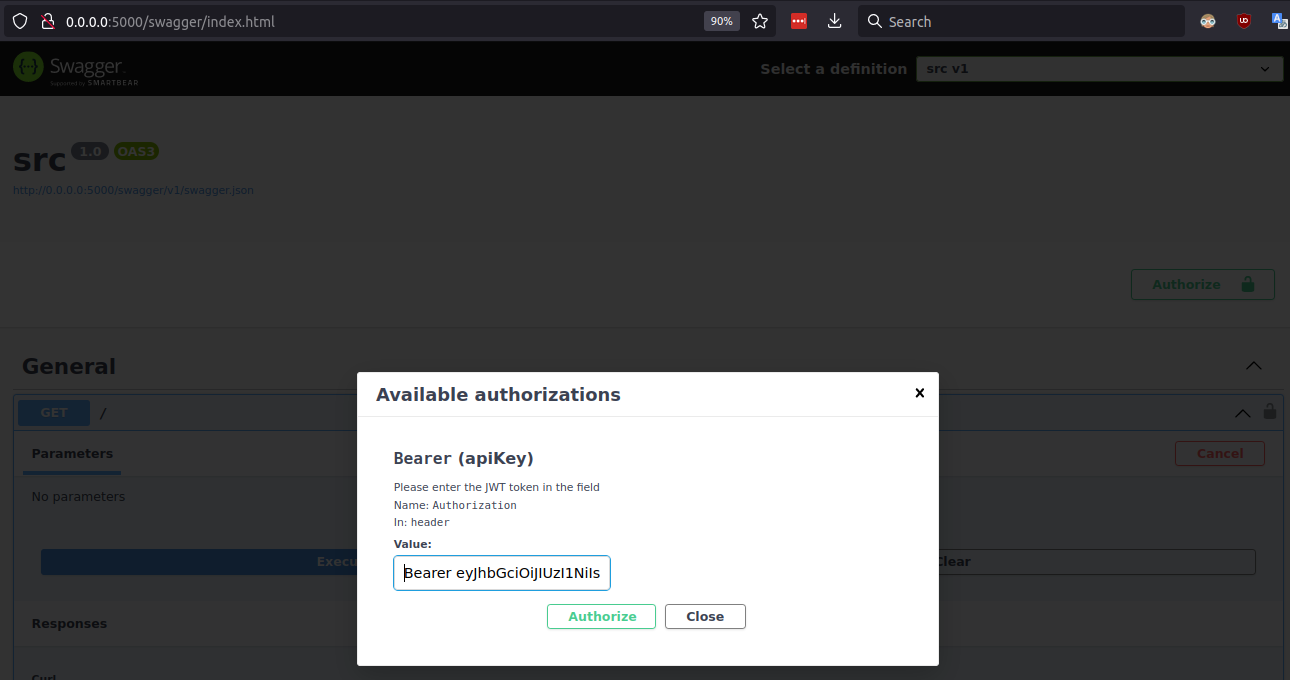 0.0.0.0:5000/swagger/index.html 90% Search
Swagger
Supported by SMARTBEAR
Select a definition src v1
src 1.0 OAS3
http://0.0.0.0:5000/swagger/v1/swagger.json
Authorize
General
GET /
Parameters Cancel
No parameters
Execu Clear
Responses
Curl
Available authorizations
Bearer (apiKey)
Please enter the JWT token in the field
Name: Authorization
In: header
Value:
Bearer eyJhbGciOiJIUzI1NiIs
Authorize Close